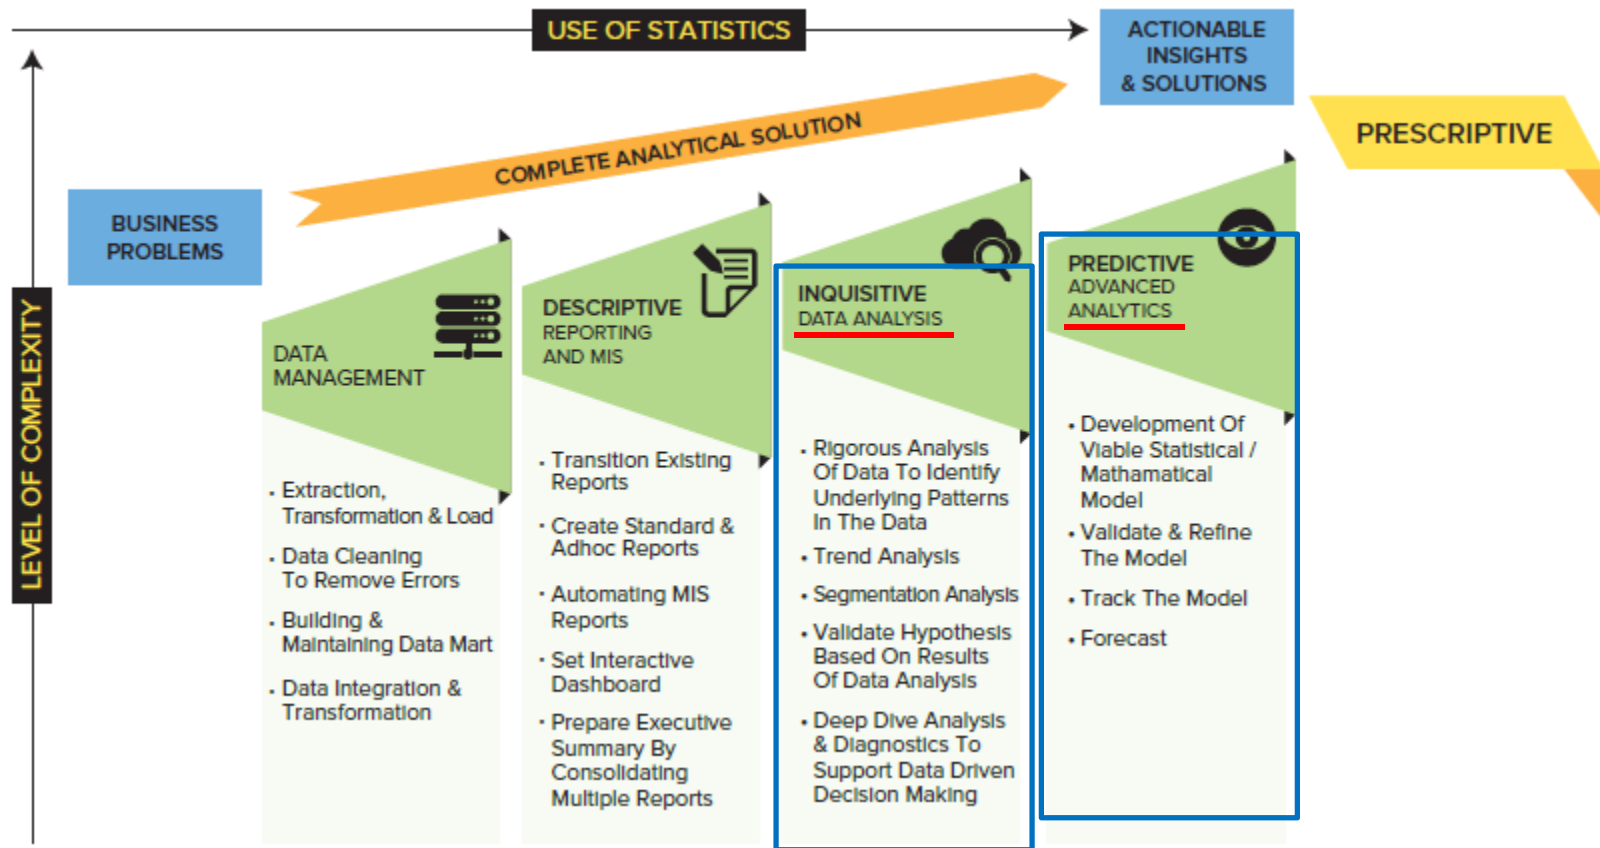 USE OF STATISTICS
ACTIONABLE
INSIGHTS
& SOLUTIONS
COMPLETE ANALYTICAL SOLUTION
PRESCRIPTIVE
BUSINESS
PROBLEMS
LEVEL OF COMPLEXITY
DATA
MANAGEMENT
• Extraction,
Transformation & Load
• Data Cleaning
To Remove Errors
• Building &
Maintaining Data Mart
• Data Integration &
Transformation
DESCRIPTIVE
REPORTING
AND MIS
• Transition Existing
Reports
• Create Standard &
Adhoc Reports
• Automating MIS
Reports
• Set Interactive
Dashboard
• Prepare Executive
Summary By
Consolidating
Multiple Reports
INQUISITIVE
DATA ANALYSIS
• Rigorous Analysis
Of Data To Identify
Underlying Patterns
In The Data
• Trend Analysis
• Segmentation Analysis
• Validate Hypothesis
Based On Results
Of Data Analysis
• Deep Dive Analysis
& Diagnostics To
Support Data Driven
Decision Making
PREDICTIVE
ADVANCED
ANALYTICS
• Development Of
Viable Statistical /
Mathamatical
Model
• Validate & Refine
The Model
• Track The Model
• Forecast